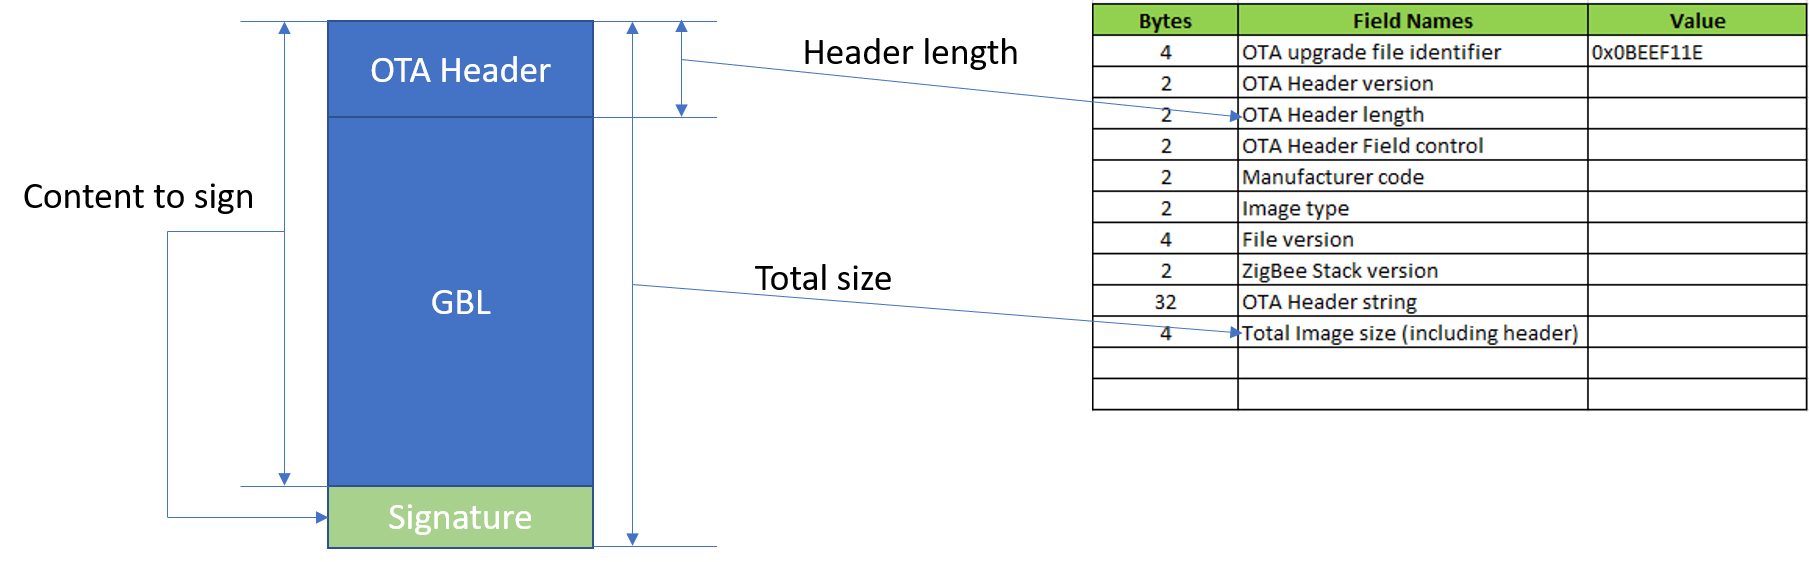 OTA Header
GBL
Signature
Content to sign
Header length
Total size
Bytes Field Names Value
4 OTA upgrade file identifier 0x0BEEF11E
2 OTA Header version
2 OTA Header length
2 OTA Header Field control
2 Manufacturer code
2 Image type
4 File version
2 ZigBee Stack version
32 OTA Header string
4 Total Image size (including header)